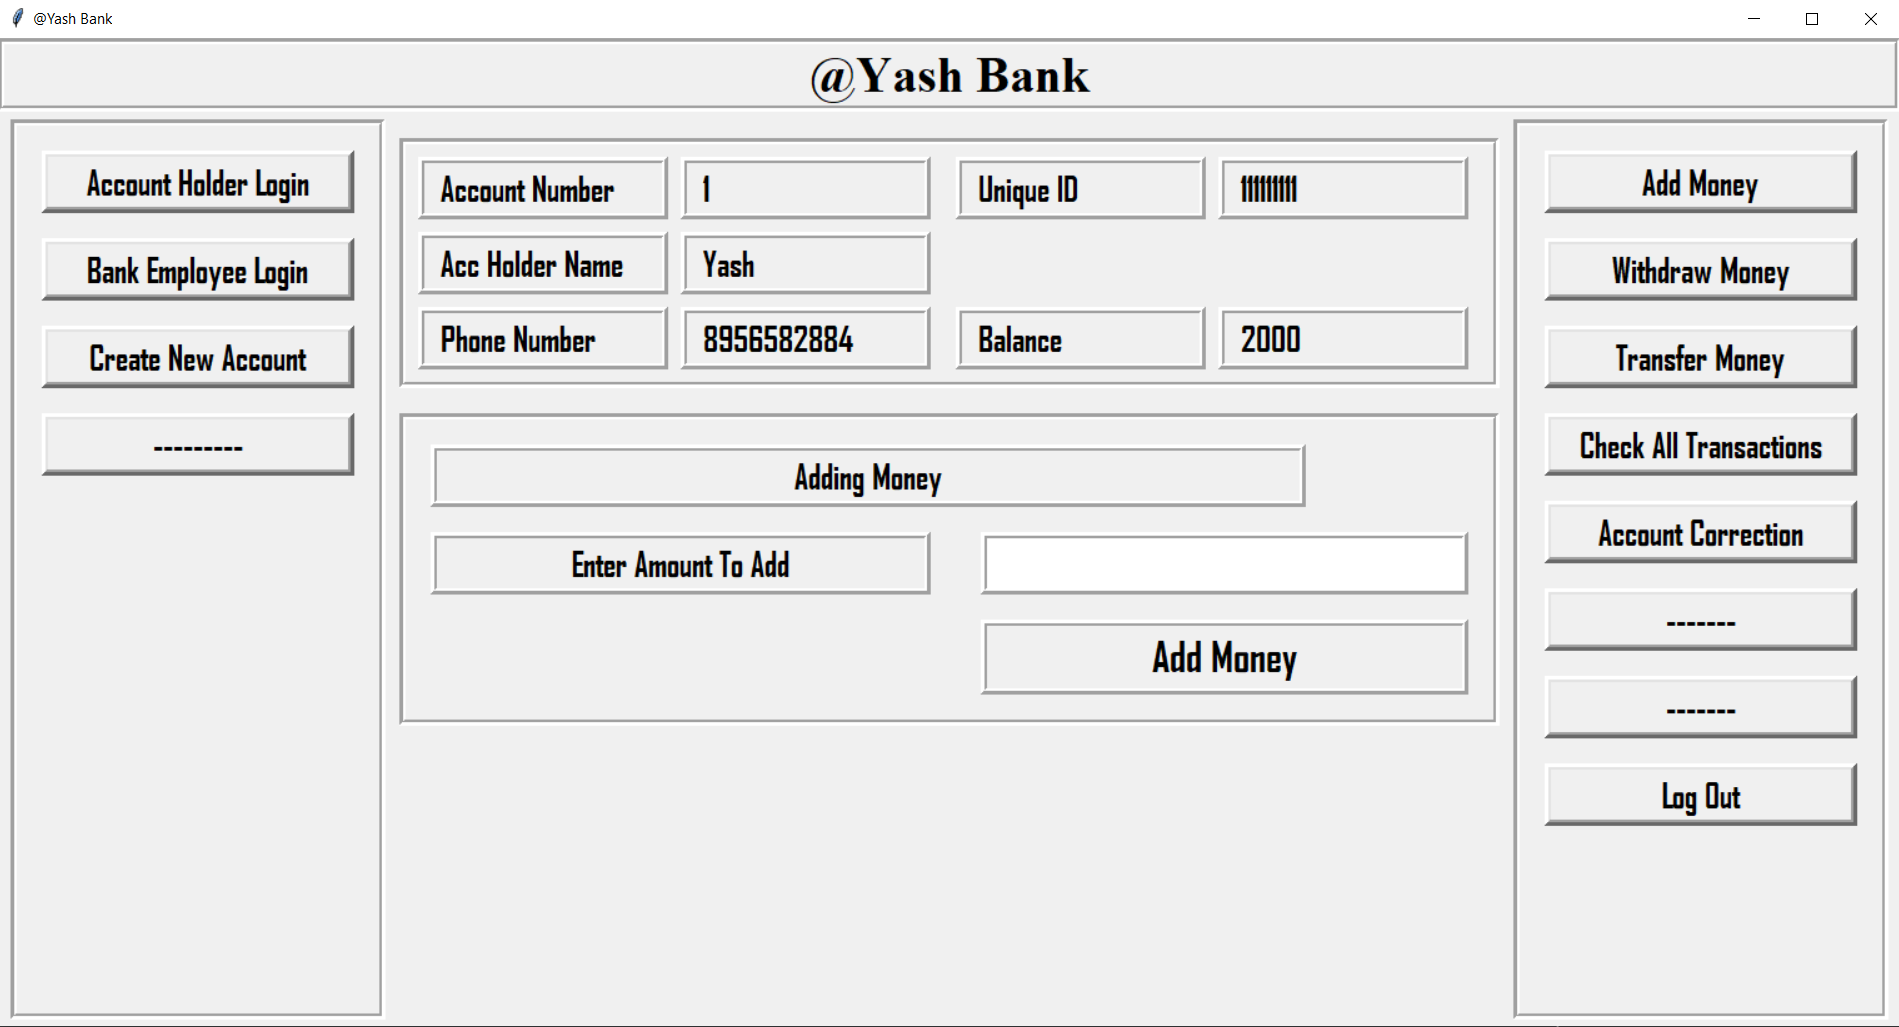 @Yash Bank
@Yash Bank
Account Holder Login
Bank Employee Login
Create New Account
---------
Account Number 1 Unique ID 111111111
Acc Holder Name Yash
Phone Number 8956582884 Balance 2000
Adding Money
Enter Amount To Add
Add Money
Add Money
Withdraw Money
Transfer Money
Check All Transactions
Account Correction
-------
-------
Log Out